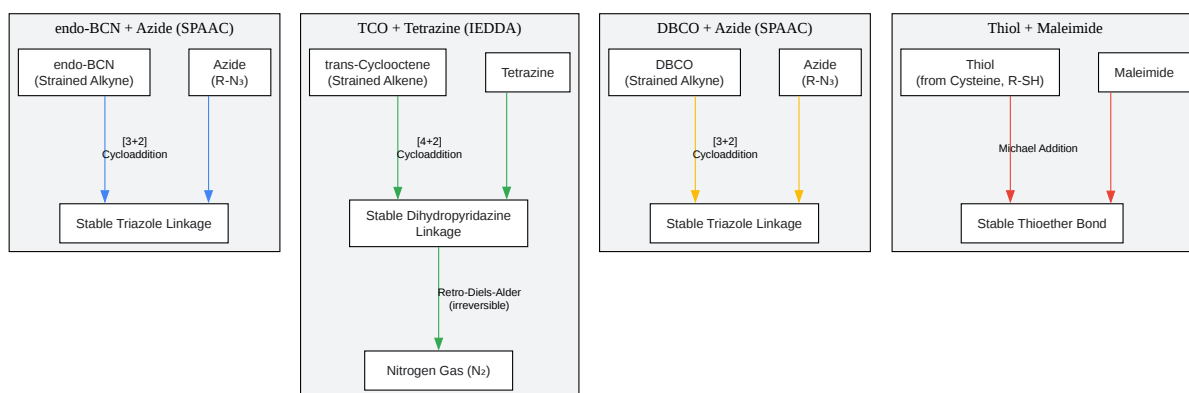 endo-BCN + Azide (SPAAC)
endo-BCN
(Strained Alkyne)
Azide
(R-N₃)
[3+2]
Cycloaddition
Stable Triazole Linkage
TCO + Tetrazine (IEDDA)
trans-Cyclooctene
(Strained Alkene)
Tetrazine
[4+2]
Cycloaddition
Stable Dihydropyridazine
Linkage
Retro-Diels-Alder
(irreversible)
Nitrogen Gas (N₂)
DBCO + Azide (SPAAC)
DBCO
(Strained Alkyne)
Azide
(R-N₃)
[3+2]
Cycloaddition
Stable Triazole Linkage
Thiol + Maleimide
Thiol
(from Cysteine, R-SH)
Maleimide
Michael Addition
Stable Thioether Bond